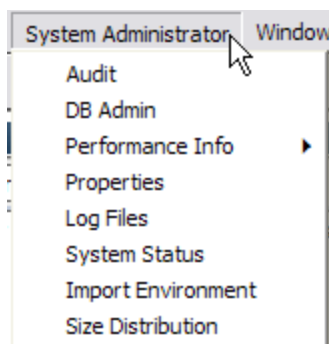 System Administrator Window
Audit
DB Admin
Performance Info
Properties
Log Files
System Status
Import Environment
Size Distribution